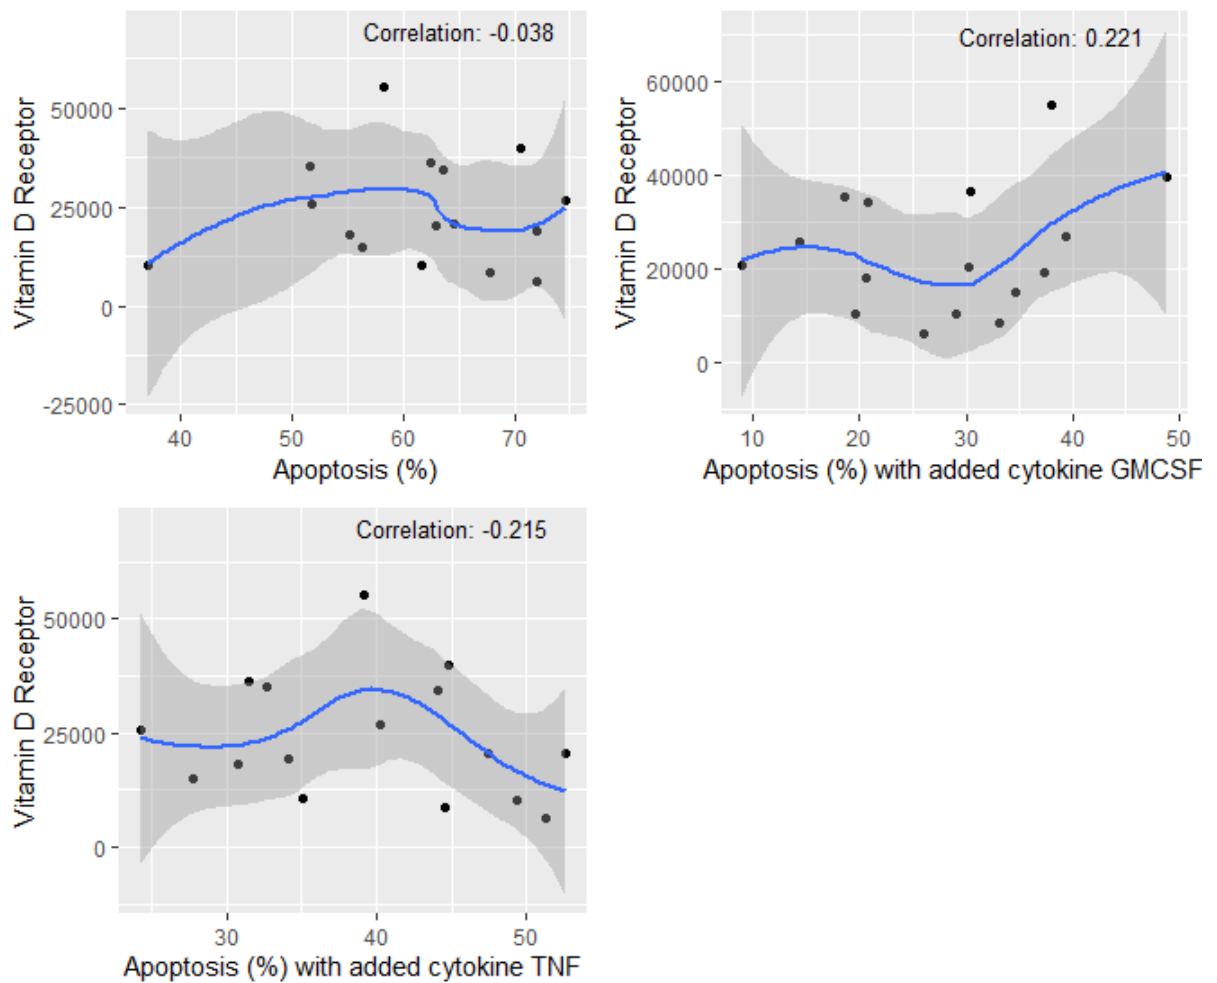 Correlation: -0.038
Vitamin D Receptor
50000
25000
0
-25000
40 50 60 70
Apoptosis (%)
Correlation: 0.221
Vitamin D Receptor
60000
40000
20000
0
10 20 30 40 50
Apoptosis (%) with added cytokine GMCSF
Correlation: -0.215
Vitamin D Receptor
50000
25000
0
30 40 50
Apoptosis (%) with added cytokine TNF